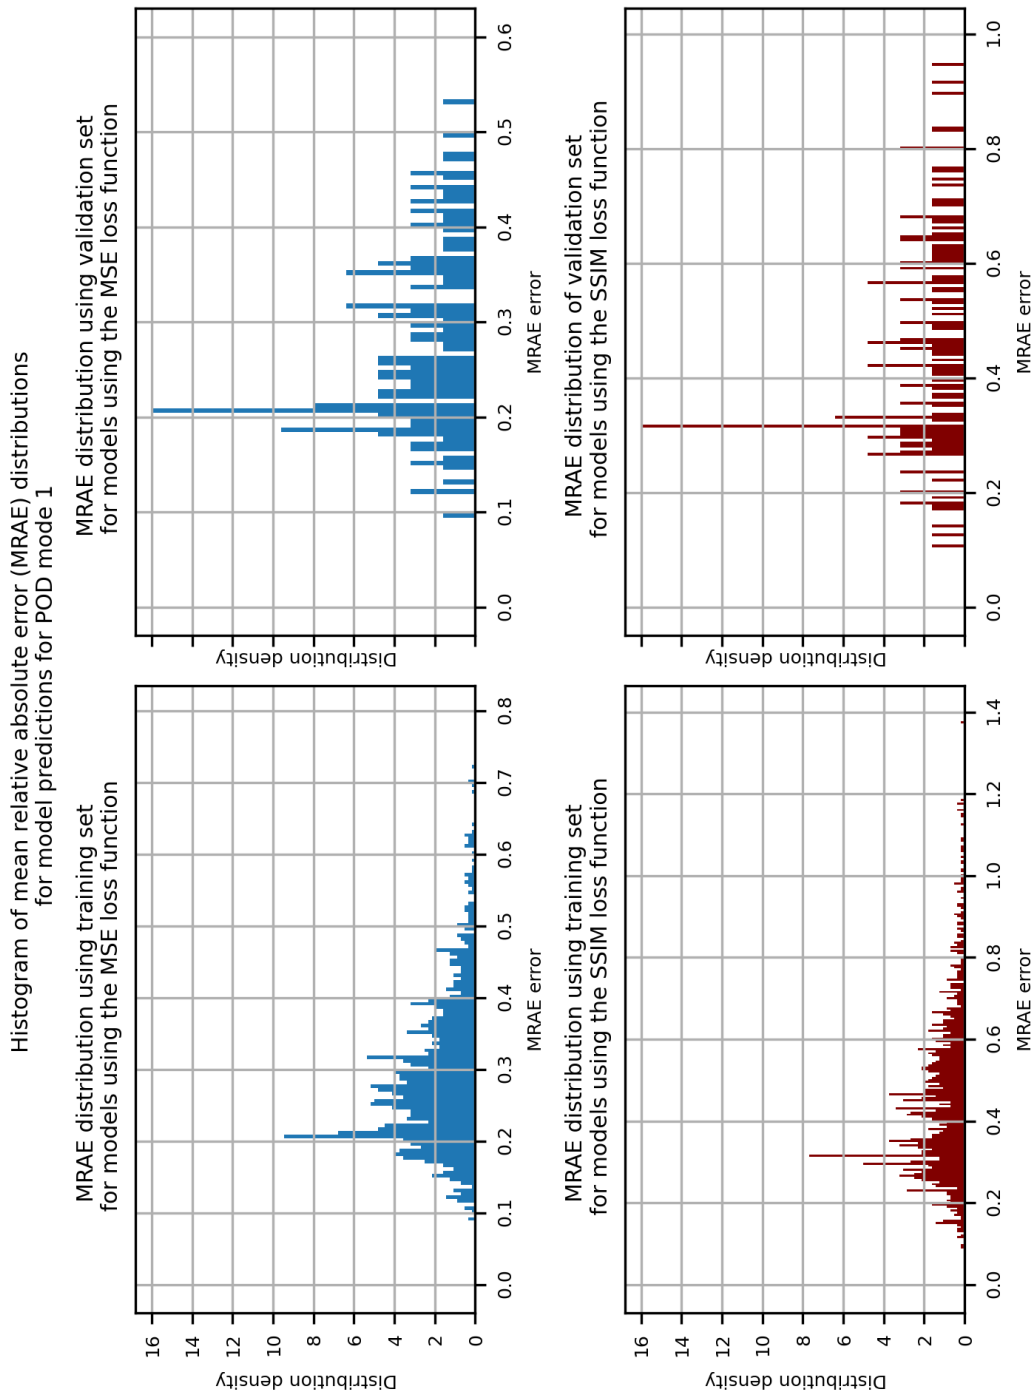 Histogram of mean relative absolute error (MRAE) distributions
for model predictions for POD mode 1
MRAE distribution using training set
for models using the MSE loss function
Distribution density
16
14
12
10
8
6
4
2
0
0.0 0.1 0.2 0.3 0.4 0.5 0.6 0.7 0.8
MRAE error
MRAE distribution using validation set
for models using the MSE loss function
Distribution density
0.0 0.1 0.2 0.3 0.4 0.5 0.6
MRAE error
MRAE distribution using training set
for models using the SSIM loss function
Distribution density
16
14
12
10
8
6
4
2
0
0.0 0.2 0.4 0.6 0.8 1.0 1.2 1.4
MRAE error
MRAE distribution of validation set
for models using the SSIM loss function
Distribution density
0.0 0.2 0.4 0.6 0.8 1.0
MRAE error